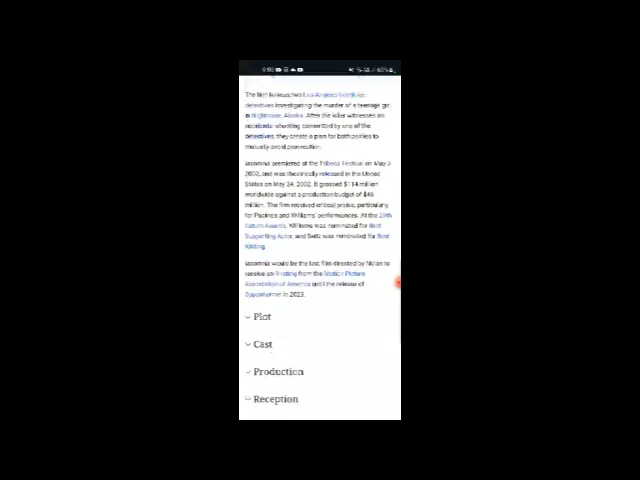 The film follows two Los Angeles homicide
detectives investigating the murder of a teenage girl
in Nightmute, Alaska. After the killer witnesses an
accidental shooting committed by one of the
detectives, they create a plan for both parties to
mutually avoid prosecution.
Insomnia premiered at the Tribeca Festival on May 3
2002, and was theatrically released in the United
States on May 24, 2002. It grossed $114 million
worldwide against a production budget of $46
million. The film received critical praise, particularly
for Pacino's and Williams' performances. At the 29th
Saturn Awards, Williams was nominated for Best
Supporting Actor, and Seitz was nominated for Best
Writing.
Insomnia would be the last film directed by Nolan to
receive an R-rating from the Motion Picture
Association of America until the release of
Oppenheimer in 2023.
Plot
Cast
Production
Reception